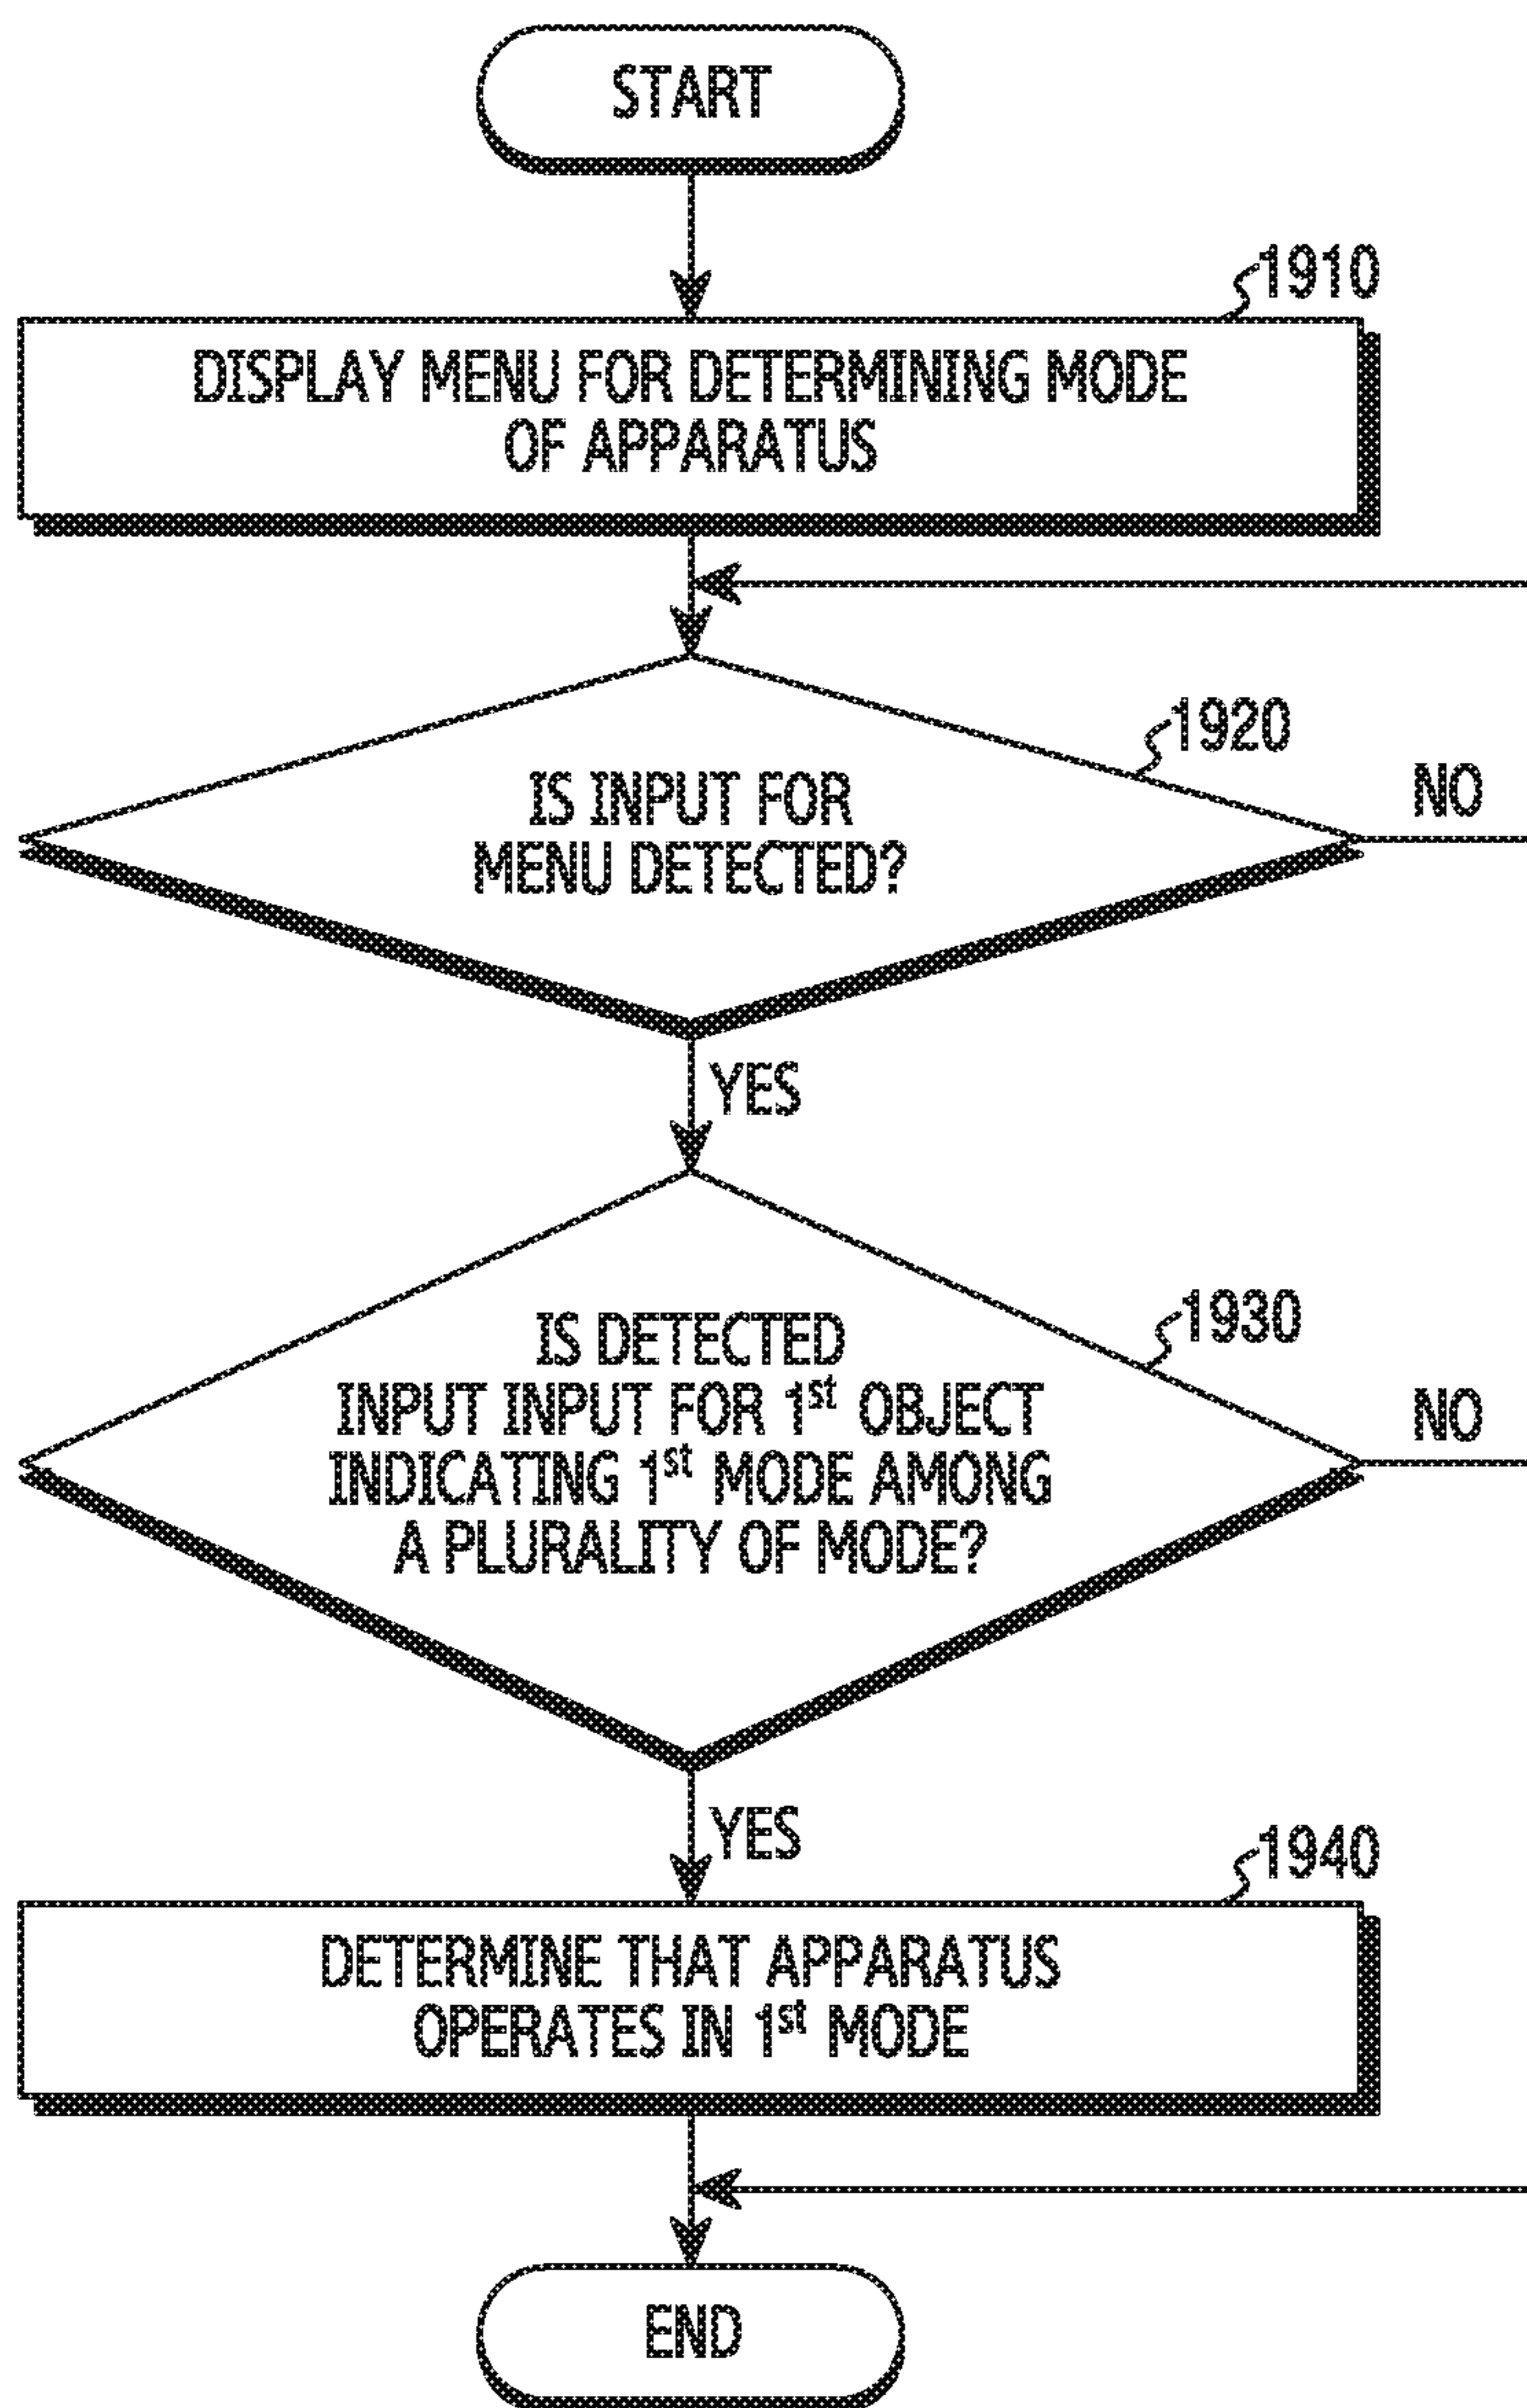 START
1910
DISPLAY MENU FOR DETERMINING MODE
OF APPARATUS
1920
IS INPUT FOR
MENU DETECTED?
NO
YES
1930
IS DETECTED
INPUT INPUT FOR 1st OBJECT
INDICATING 1st MODE AMONG
A PLURALITY OF MODE?
NO
YES
1940
DETERMINE THAT APPARATUS
OPERATES IN 1st MODE
END